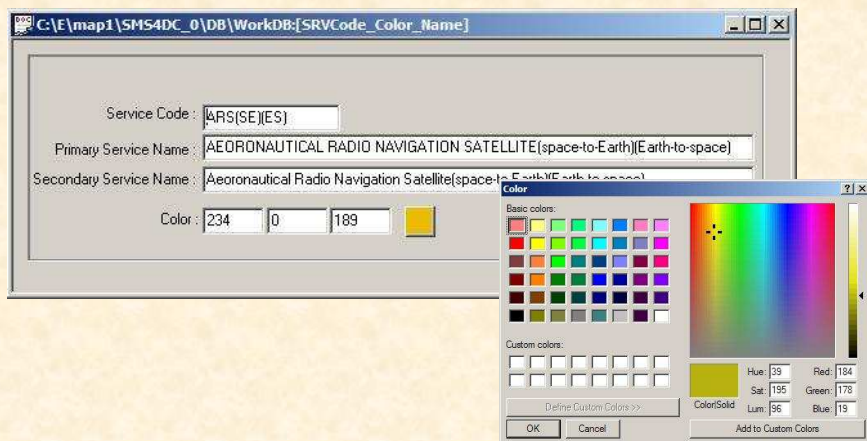 C:\E\map1\SMS4DC_0\DB\WorkDB:[SRVCode_Color_Name]
Service Code : ARS(SE)(ES)
Primary Service Name : AEORONAUTICAL RADIO NAVIGATION SATELLITE(space-to-Earth)(Earth-to-space)
Secondary Service Name : Aeoronautical Radio Navigation Satellite(space-to-Earth)(Earth-to-space)
Color : 234 0 189
Color
Basic colors:
Custom colors:
Define Custom Colors >>
OK Cancel
Color|Solid
Hue: 39 Red: 184
Sat: 195 Green: 178
Lum: 96 Blue: 19
Add to Custom Colors